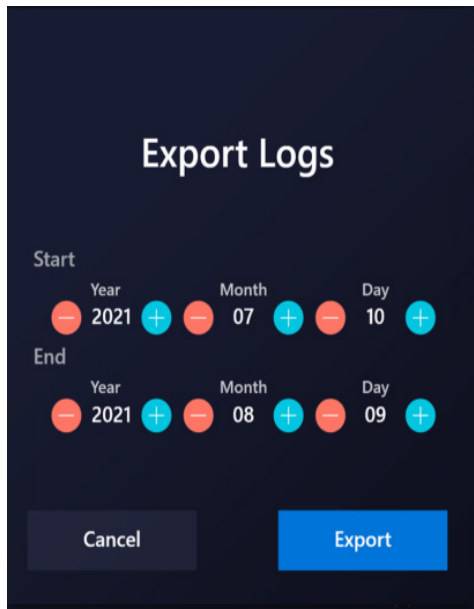 Export Logs
Start
Year Month Day
2021 07 10
End
Year Month Day
2021 08 09
Cancel Export